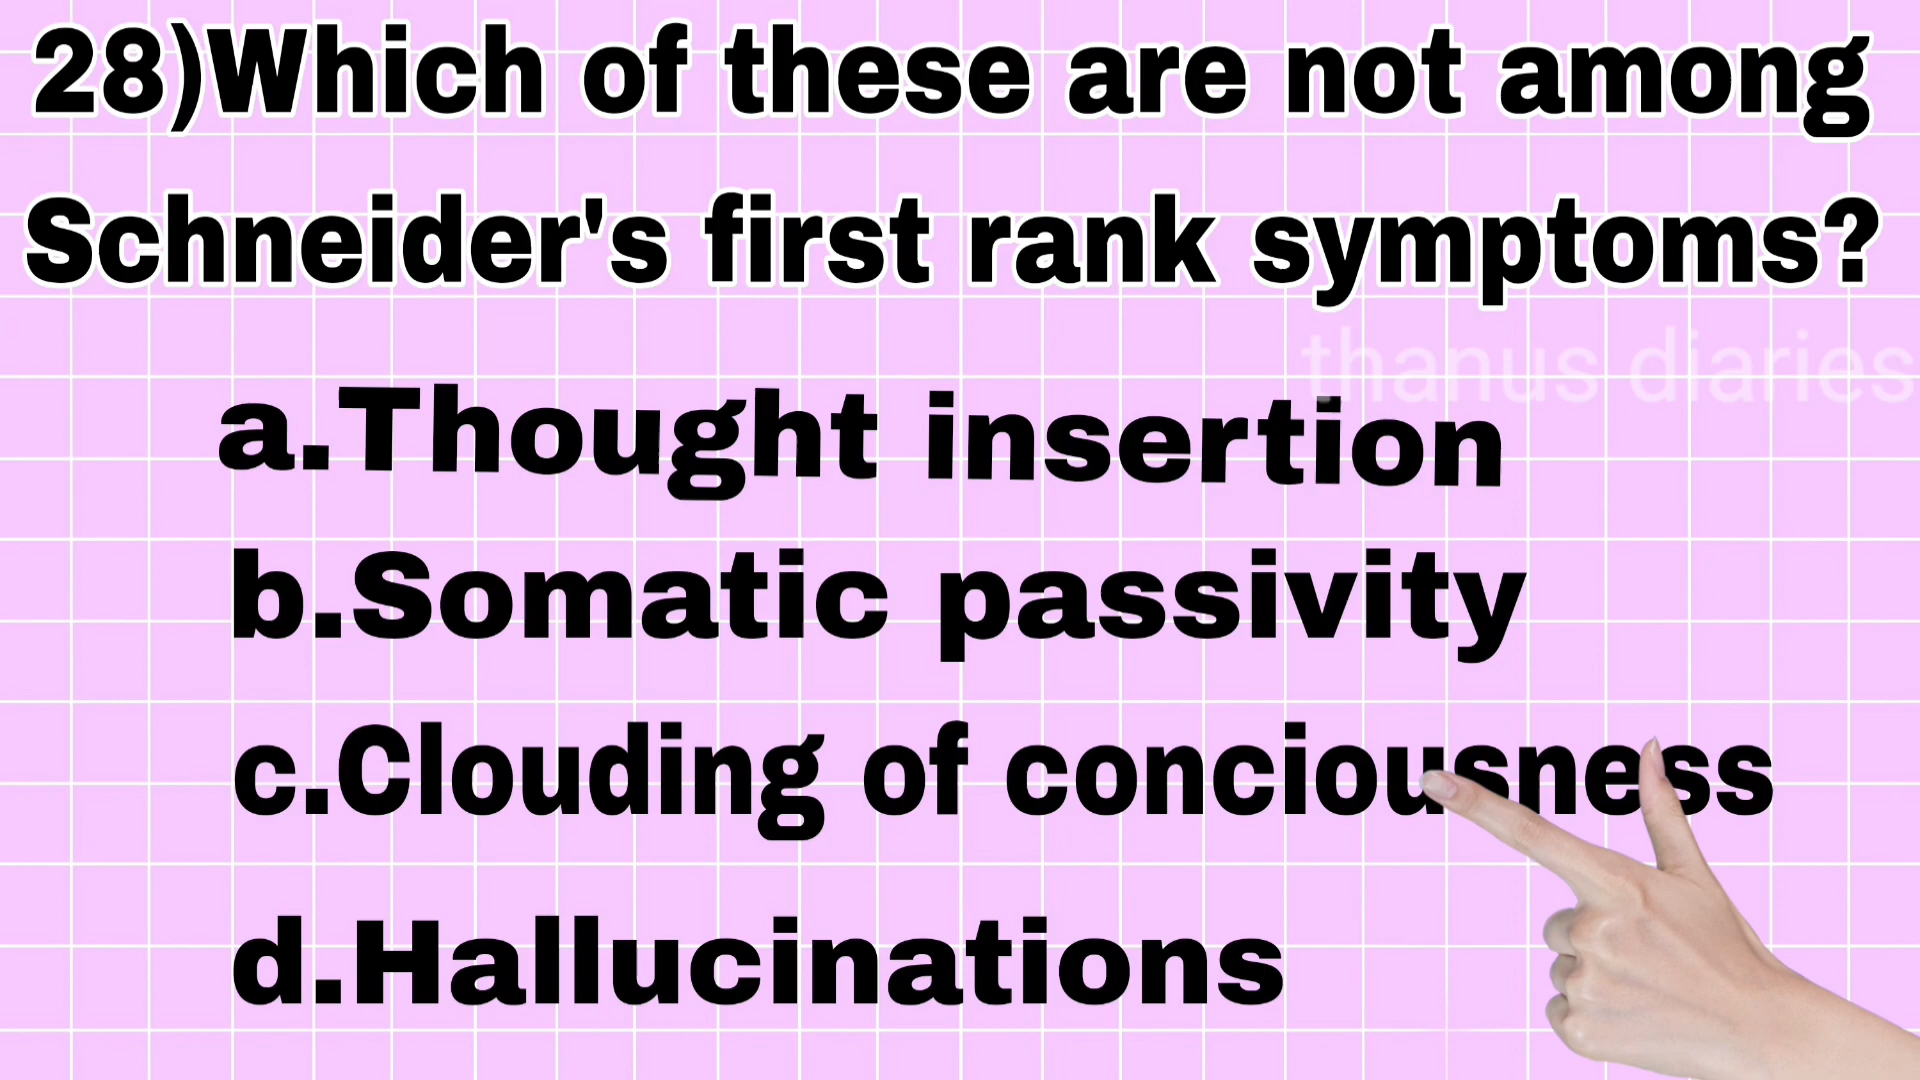 28)Which of these are not among
Schneider's first rank symptoms?
thanus diaries
a.Thought insertion
b.Somatic passivity
c.Clouding of conciousness
d.Hallucinations